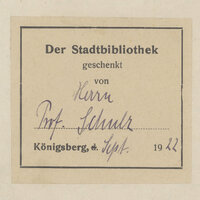 Der Stadtbibliothek
geschenkt
von
Herrn
Prof. Schulz
Königsberg, d. Sept. 1922